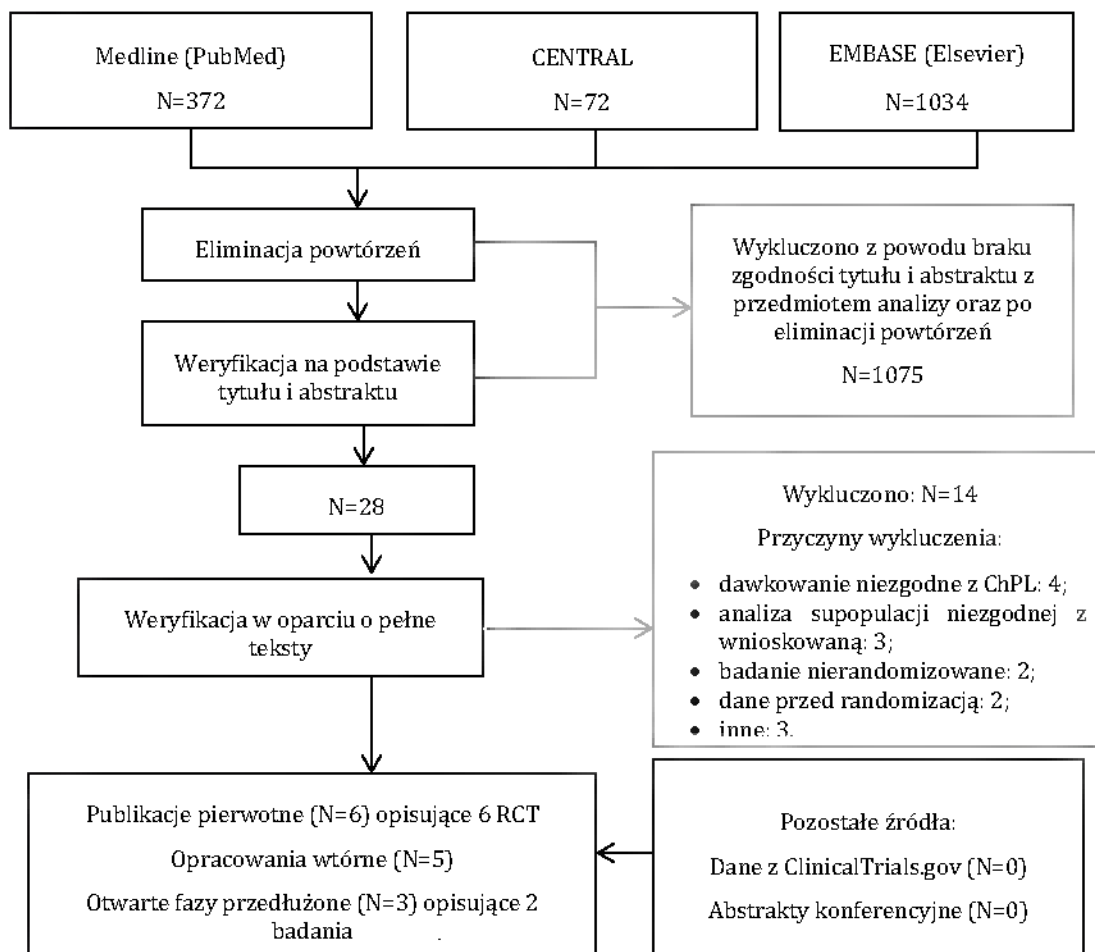 Medline (PubMed)
N=372
CENTRAL
N=72
EMBASE (Elsevier)
N=1034
Eliminacja powtórzeń
Wykluczono z powodu braku
zgodności tytułu i abstraktu z
przedmiotem analizy oraz po
eliminacji powtórzeń
N=1075
Weryfikacja na podstawie
tytułu i abstraktu
N=28
Wykluczono: N=14
Przyczyny wykluczenia:
• dawkowanie niezgodne z ChPL: 4;
• analiza supopulacji niezgodnej z
wnioskowaną: 3;
• badanie nierandomizowane: 2;
• dane przed randomizacją: 2;
• inne: 3.
Weryfikacja w oparciu o pełne
teksty
Publikacje pierwotne (N=6) opisujące 6 RCT
Opracowania wtórne (N=5)
Otwarte fazy przedłużone (N=3) opisujące 2
badania
Pozostałe źródła:
Dane z ClinicalTrials.gov (N=0)
Abstrakty konferencyjne (N=0)